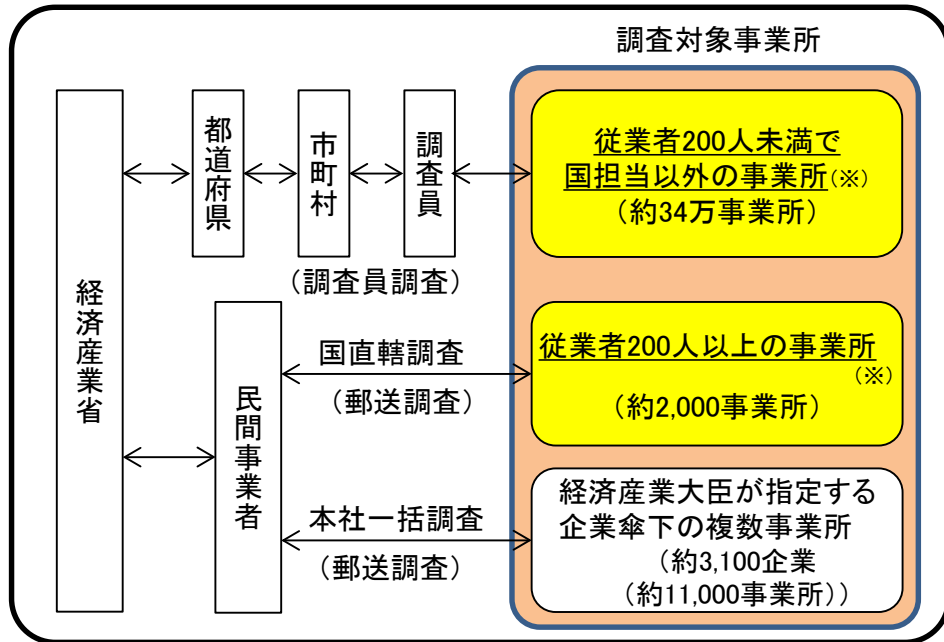 調査対象事業所
経済産業省
都道府県
市町村
調査員
従業者200人未満で
国担当以外の事業所(※)
（約34万事業所）
（調査員調査）
民間事業者
国直轄調査
（郵送調査）
従業者200人以上の事業所
(※)
（約2,000事業所）
本社一括調査
（郵送調査）
経済産業大臣が指定する
企業傘下の複数事業所
（約3,100企業
（約11,000事業所））